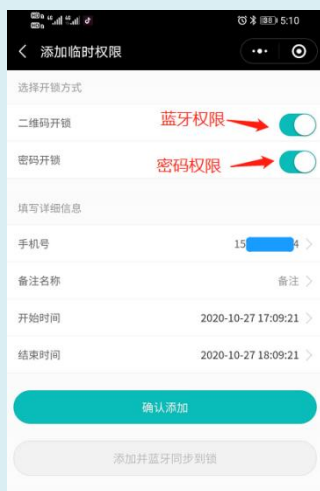 5:10
添加临时权限
选择开锁方式
二维码开锁 蓝牙权限
密码开锁 密码权限
填写详细信息
手机号 15 4
备注名称 备注
开始时间 2020-10-27 17:09:21
结束时间 2020-10-27 18:09:21
确认添加
添加并蓝牙同步到锁